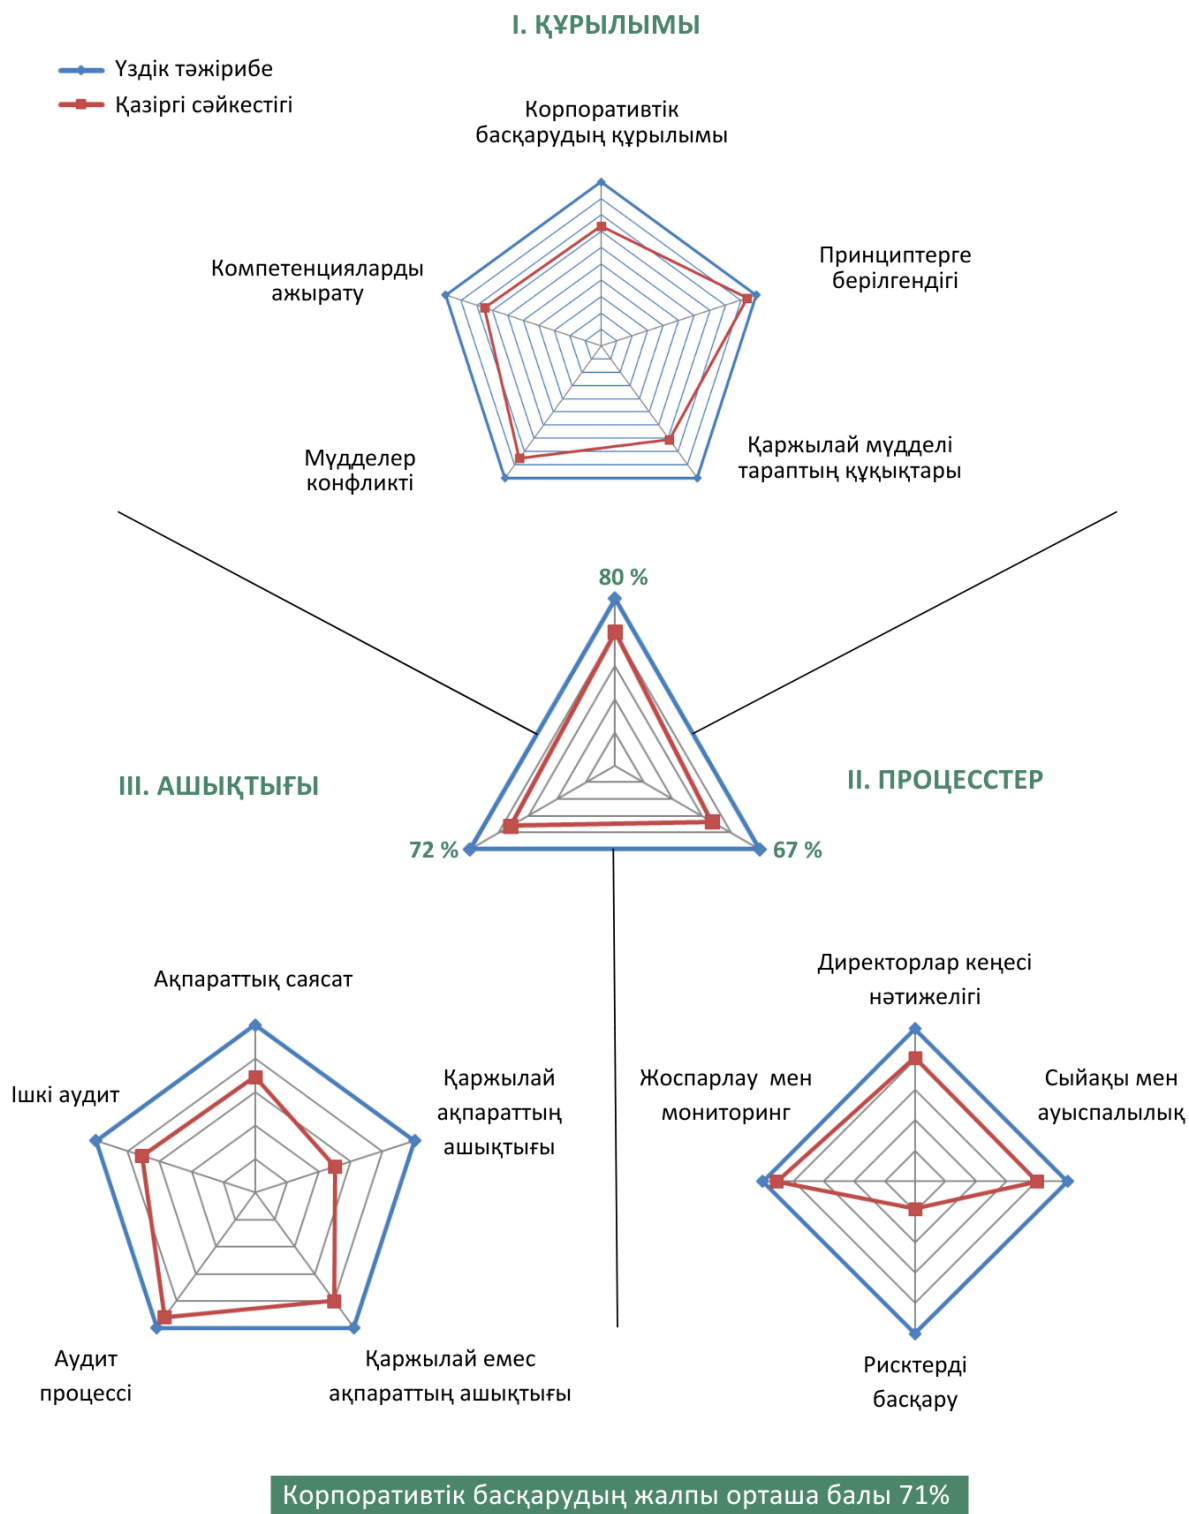 I. ҚҰРЫЛЫМЫ
Үздік тәжірибе
Қазіргі сәйкестігі
Корпоративтік
басқарудың құрылымы
Принциптерге
берілгендігі
Компетенцияларды
ажырату
Мүдделер
конфликті
Қаржылай мүдделі
тараптың құқықтары
80 %
III. АШЫҚТЫҒЫ
II. ПРОЦЕССТЕР
72 %
67 %
Ақпараттық саясат
Ішкі аудит
Қаржылай
ақпараттың
ашықтығы
Аудит
процессі
Қаржылай емес
ақпараттың ашықтығы
Директорлар кеңесі
нәтижелігі
Жоспарлау мен
мониторинг
Сыйақы мен
ауыспалылық
Рисктерді
басқару
Корпоративтік басқарудың жалпы орташа балы 71%